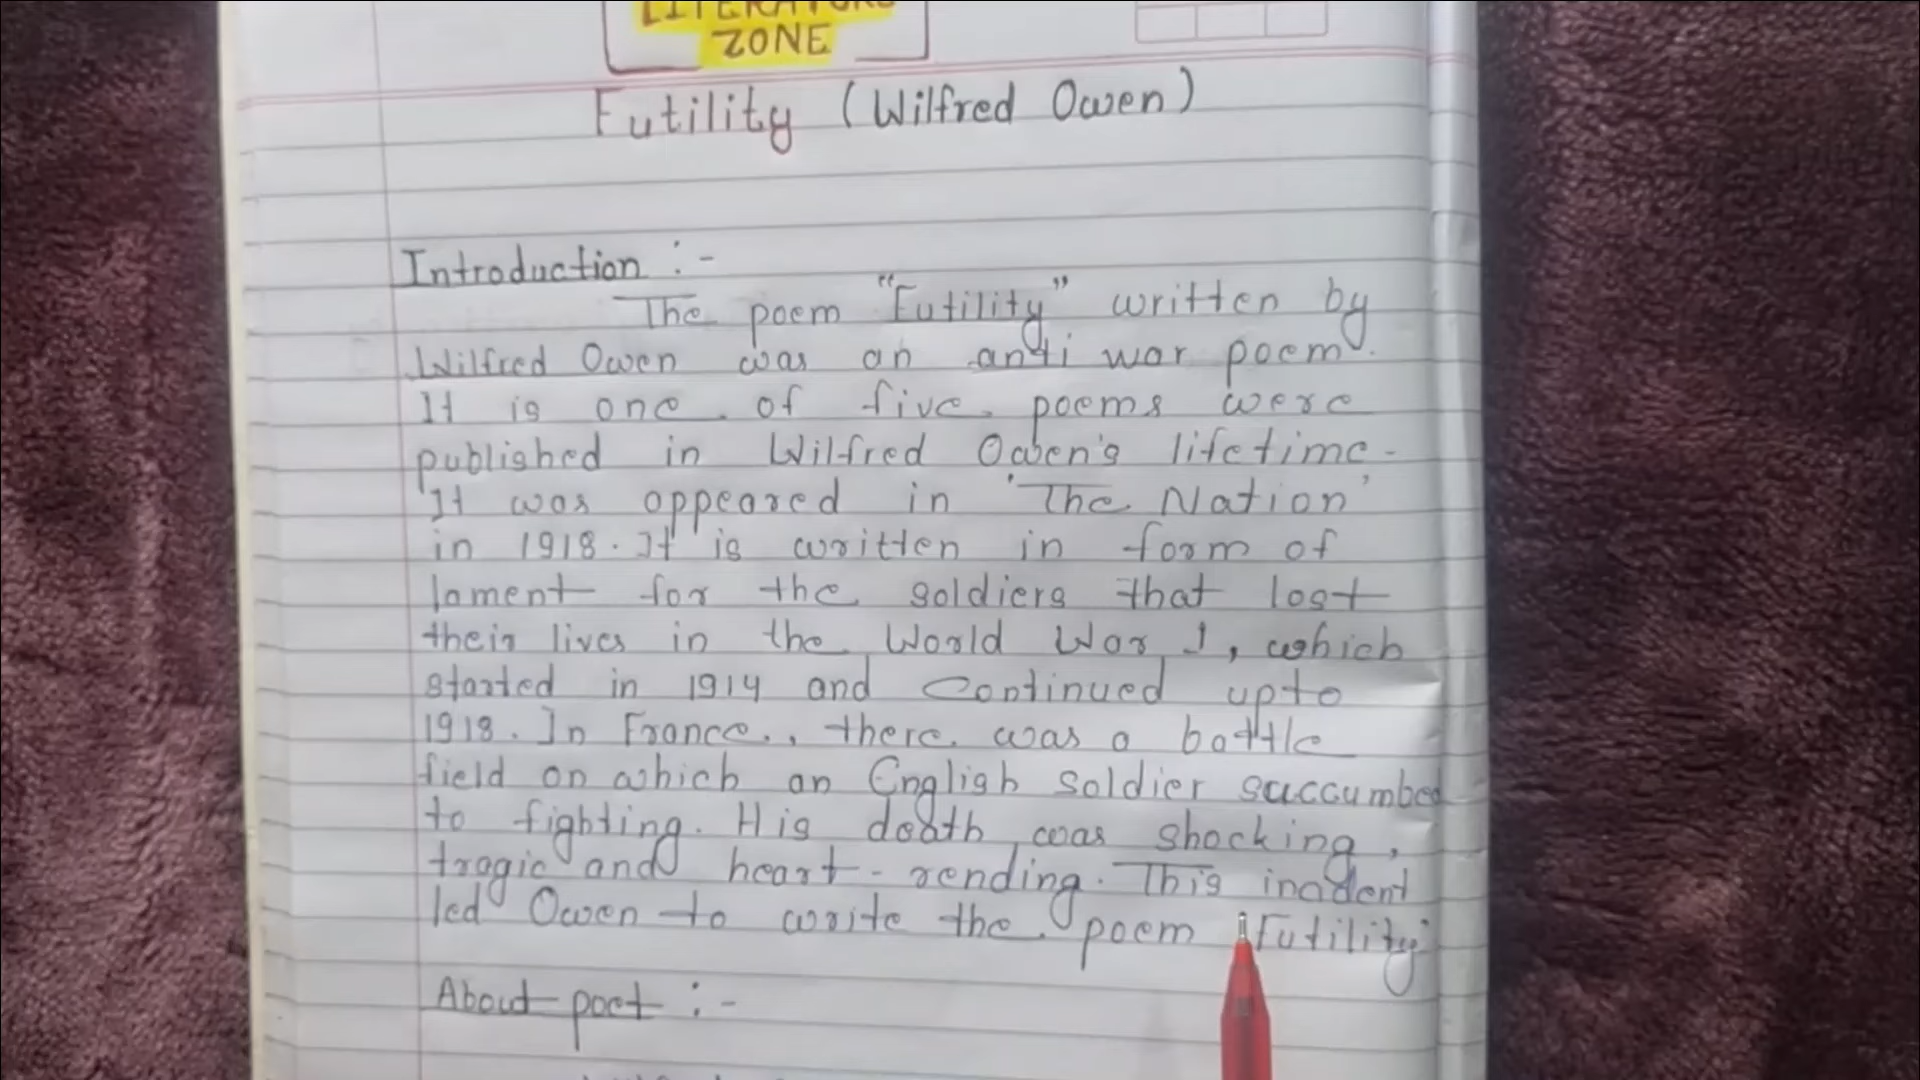 LITERATURE
ZONE
Futility (Wilfred Owen)
Introduction :-
The poem "Futility" written by
Wilfred Owen was an anti war poem.
It is one of five poems were
published in Wilfred Owen's lifetime.
It was appeared in 'The Nation'
in 1918. It is written in form of
lament for the soldiers that lost
their lives in the World War I, which
started in 1914 and continued upto
1918. In France, there was a battle
field on which an English soldier succumbed
to fighting. His death was shocking,
tragic and heart-rending. This incident
led Owen to write the poem "Futility"
About poet :-